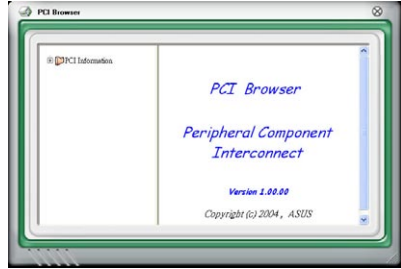 PCI Browser
PCI Information
PCI Browser
Peripheral Component
Interconnect
Version 1.00.00
Copyright (c) 2004, ASUS